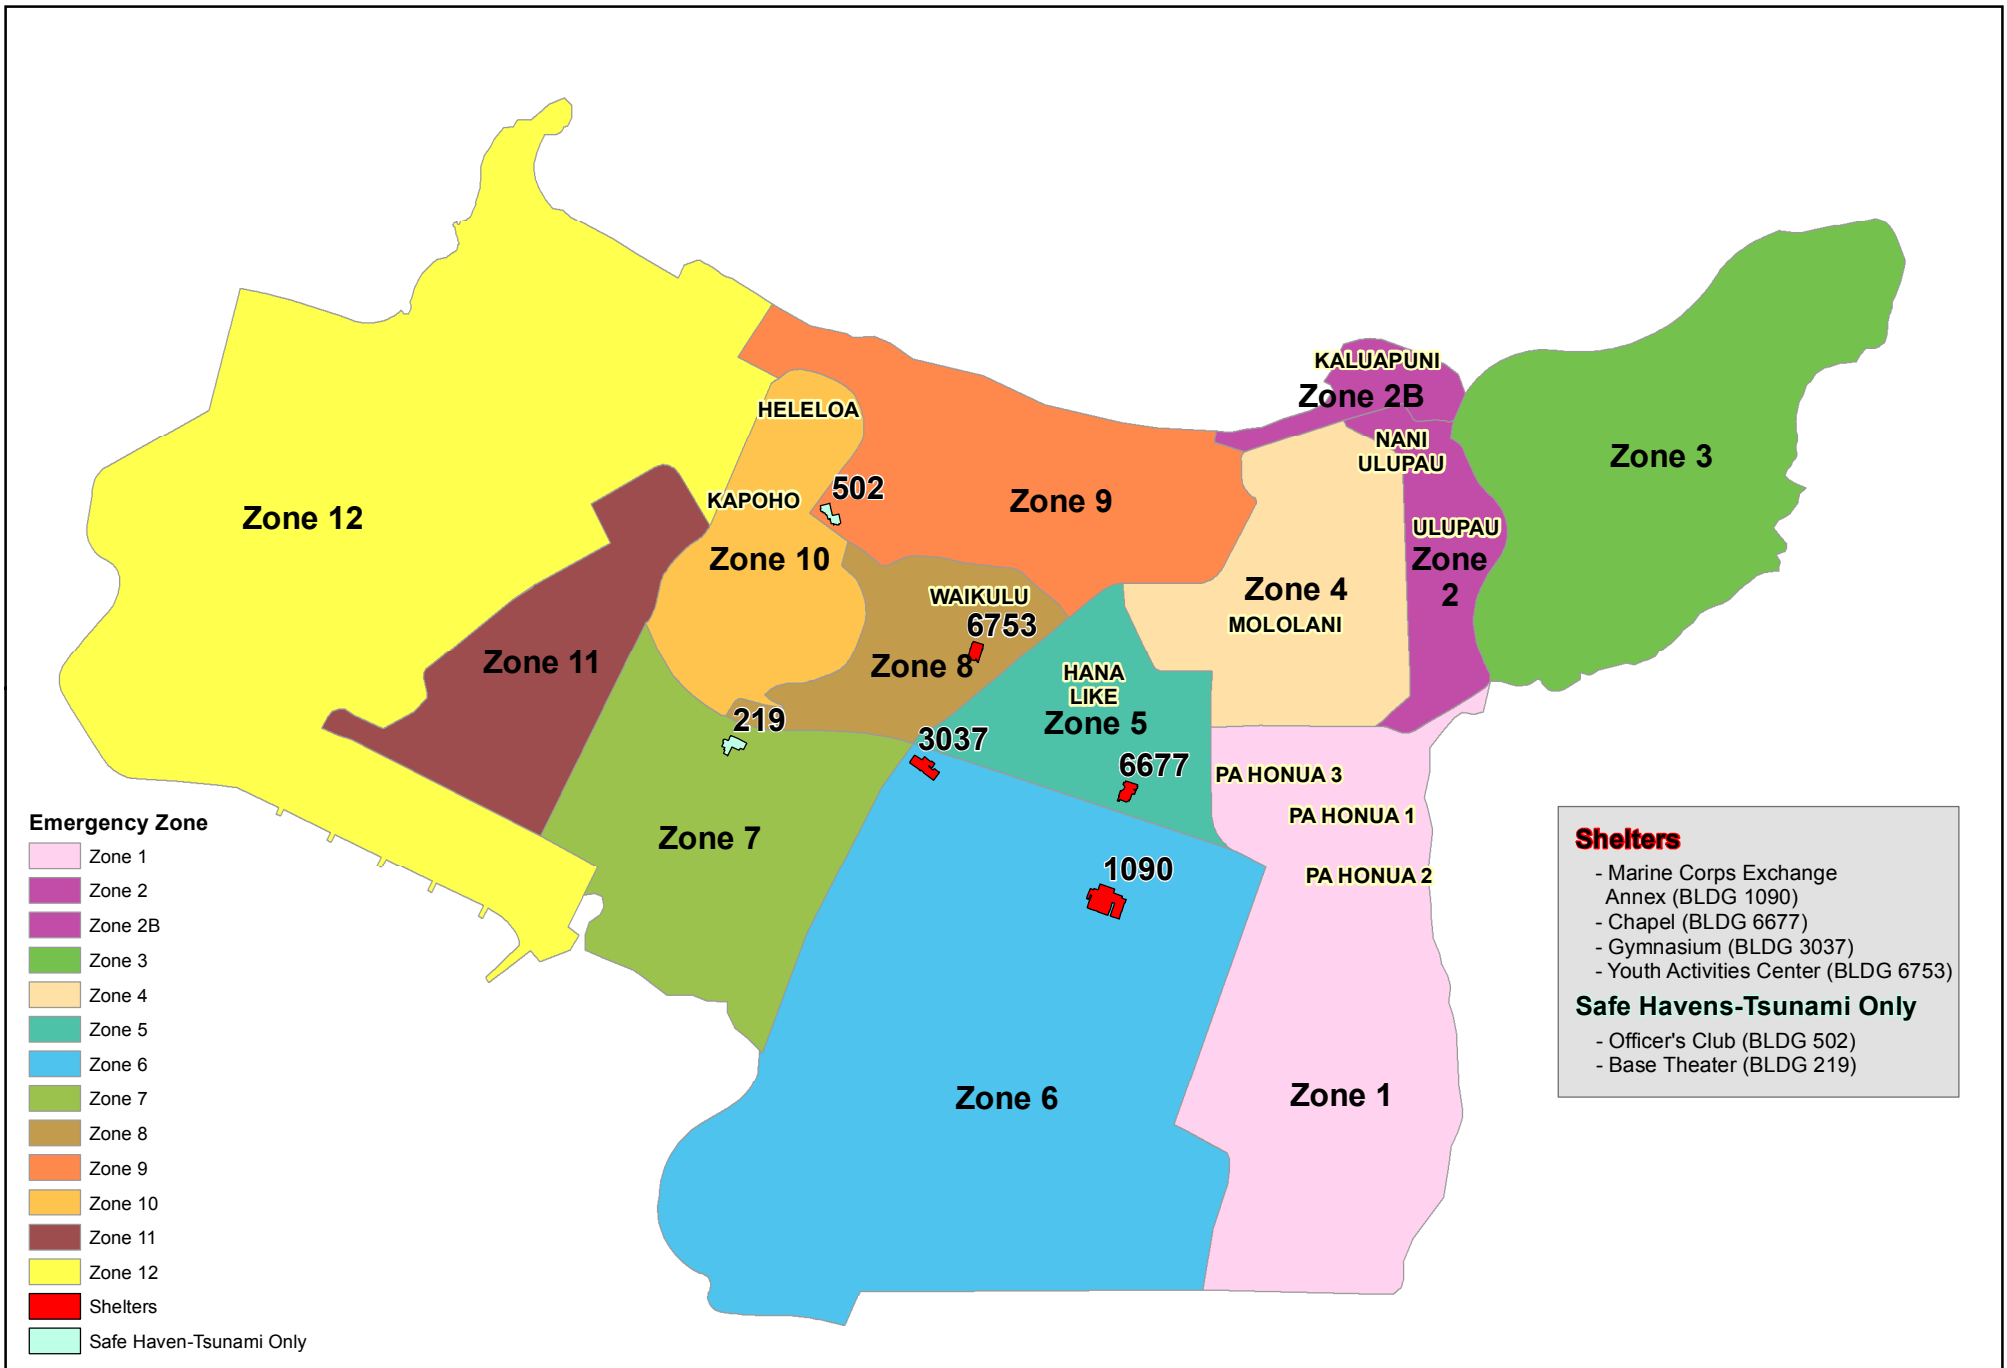 KALUAPUNI
Zone 2B
HELELOA
NANI
ULUPAU
Zone 3
502
KAPOHO
Zone 9
Zone 12
ULUPAU
Zone
2
Zone 10
Zone 4
WAIKULU
6753
MOLOLANI
Zone 11
Zone 8
HANA
LIKE
219
Zone 5
3037
6677
PA HONUA 3
PA HONUA 1
Zone 7
1090
PA HONUA 2
Zone 6
Zone 1
Emergency Zone
Zone 1
Zone 2
Zone 2B
Zone 3
Zone 4
Zone 5
Zone 6
Zone 7
Zone 8
Zone 9
Zone 10
Zone 11
Zone 12
Shelters
Safe Haven-Tsunami Only
Shelters
- Marine Corps Exchange
Annex (BLDG 1090)
- Chapel (BLDG 6677)
- Gymnasium (BLDG 3037)
- Youth Activities Center (BLDG 6753)
Safe Havens-Tsunami Only
- Officer's Club (BLDG 502)
- Base Theater (BLDG 219)